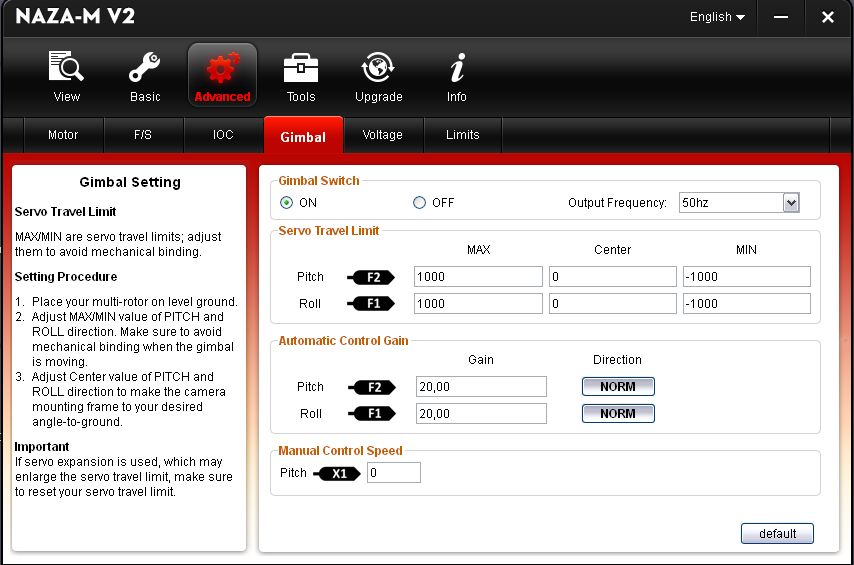 NAZA-M V2
English
View
Basic
Advanced
Tools
Upgrade
Info
Motor
F/S
IOC
Gimbal
Voltage
Limits
Gimbal Setting
Servo Travel Limit
MAX/MIN are servo travel limits; adjust
them to avoid mechanical binding.
Setting Procedure
1. Place your multi-rotor on level ground.
2. Adjust MAX/MIN value of PITCH and
ROLL direction. Make sure to avoid
mechanical binding when the gimbal
is moving.
3. Adjust Center value of PITCH and
ROLL direction to make the camera
mounting frame to your desired
angle-to-ground.
Important
If servo expansion is used, which may
enlarge the servo travel limit, make sure
to reset your servo travel limit.
Gimbal Switch
ON OFF Output Frequency: 50hz
Servo Travel Limit
MAX Center MIN
Pitch F2 1000 0 -1000
Roll F1 1000 0 -1000
Automatic Control Gain
Gain Direction
Pitch F2 20,00 NORM
Roll F1 20,00 NORM
Manual Control Speed
Pitch X1 0
default